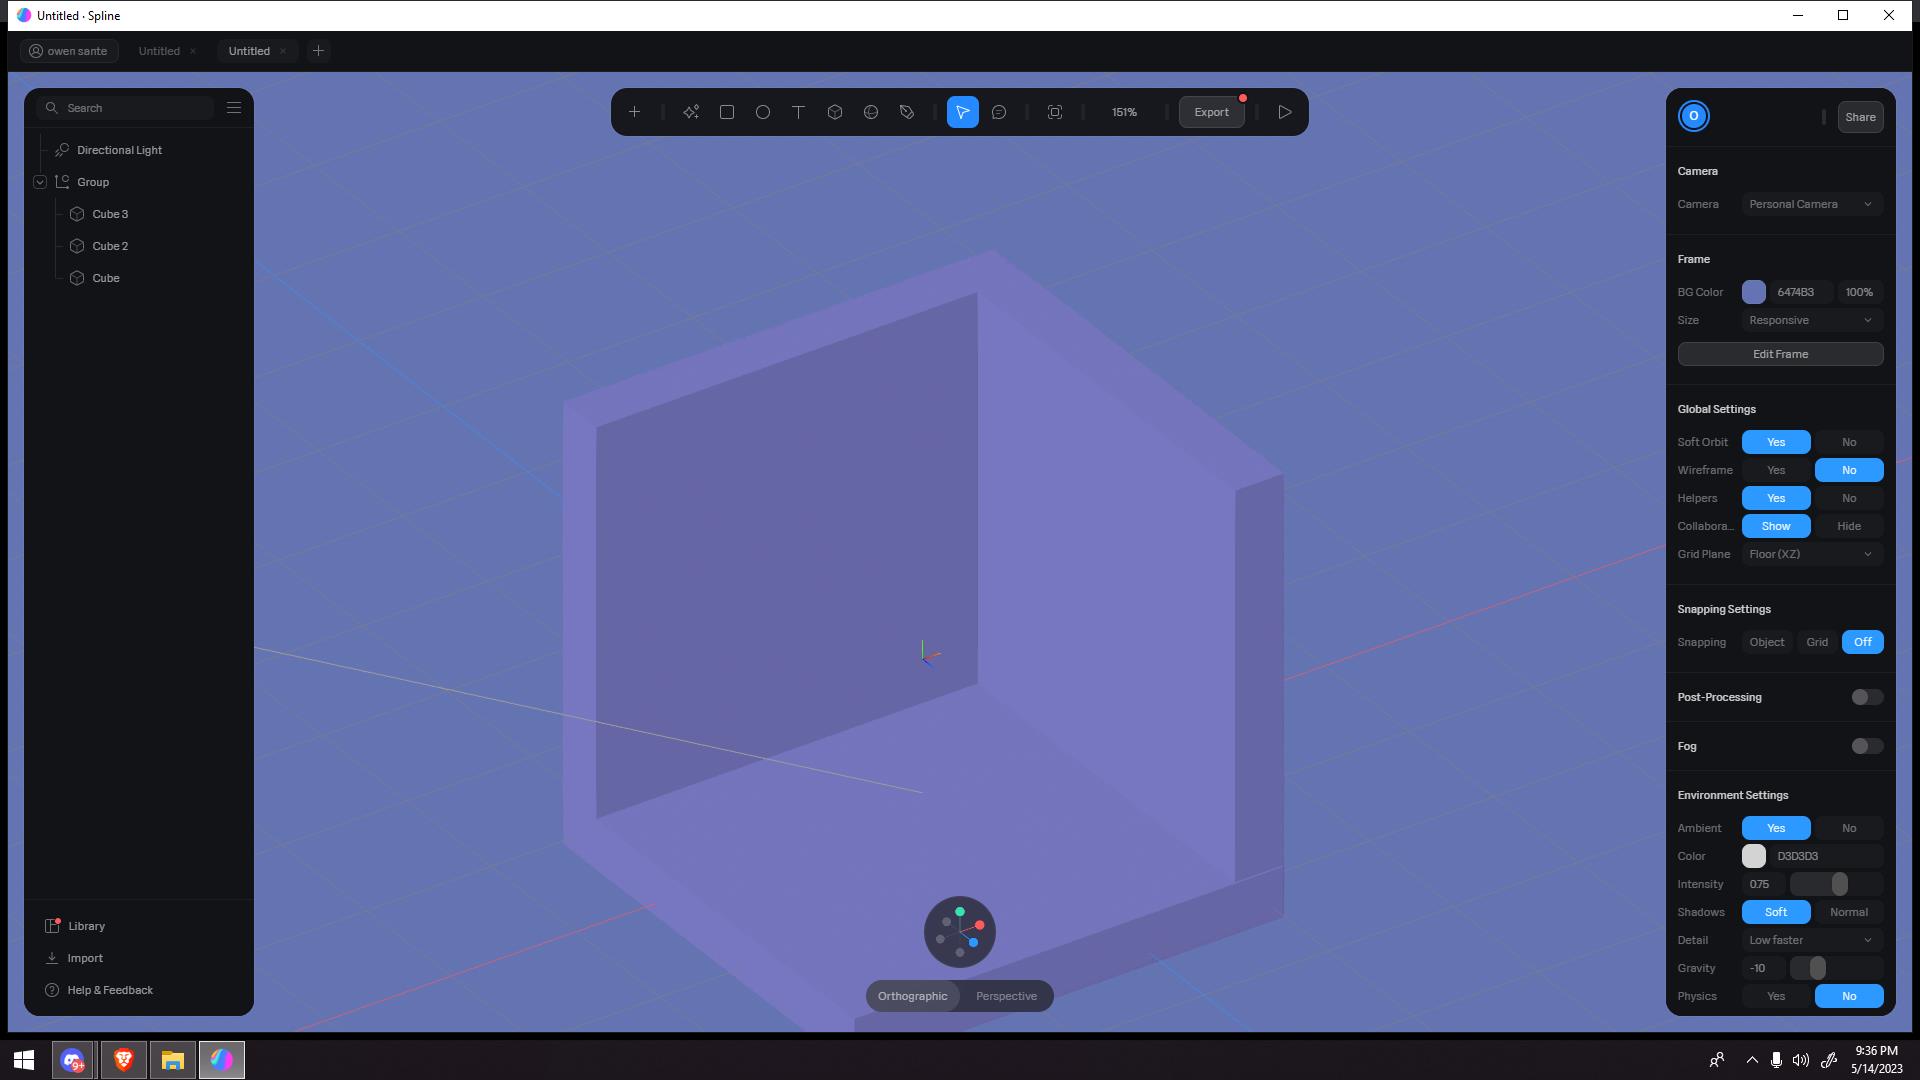 Untitled - Spline
owen sante
Untitled
Untitled
Search
Directional Light
Group
Cube 3
Cube 2
Cube
Library
Import
Help & Feedback
151%
Export
Orthographic
Perspective
O
Share
Camera
Camera Personal Camera
Frame
BG Color 6474B3 100%
Size Responsive
Edit Frame
Global Settings
Soft Orbit Yes No
Wireframe Yes No
Helpers Yes No
Collabora... Show Hide
Grid Plane Floor (XZ)
Snapping Settings
Snapping Object Grid Off
Post-Processing
Fog
Environment Settings
Ambient Yes No
Color D3D3D3
Intensity 0.75
Shadows Soft Normal
Detail Low faster
Gravity -10
Physics Yes No
9+
9:36 PM
5/14/2023